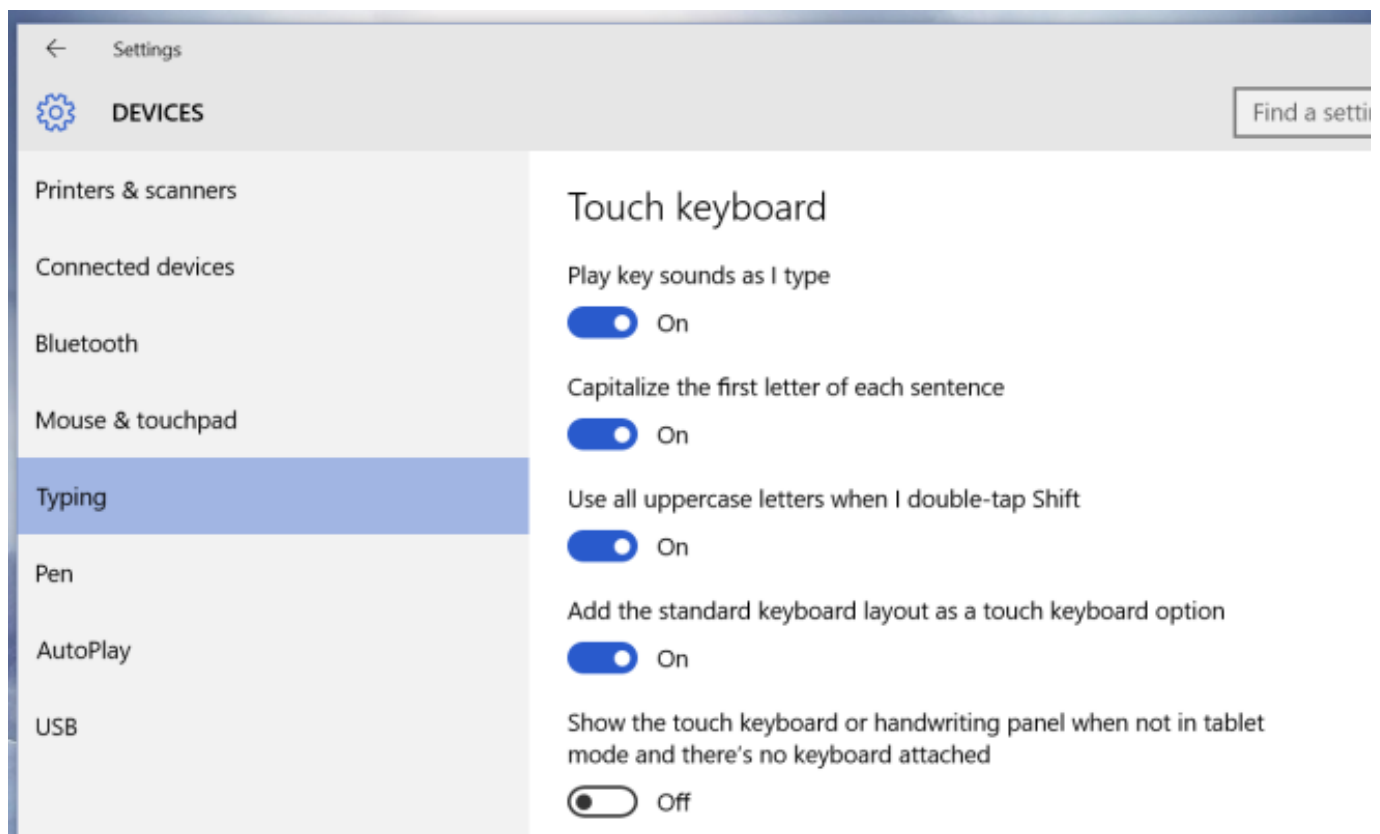 Settings
DEVICES
Find a setti
Printers & scanners
Connected devices
Bluetooth
Mouse & touchpad
Typing
Pen
AutoPlay
USB
Touch keyboard
Play key sounds as I type
On
Capitalize the first letter of each sentence
On
Use all uppercase letters when I double-tap Shift
On
Add the standard keyboard layout as a touch keyboard option
On
Show the touch keyboard or handwriting panel when not in tablet
mode and there's no keyboard attached
Off